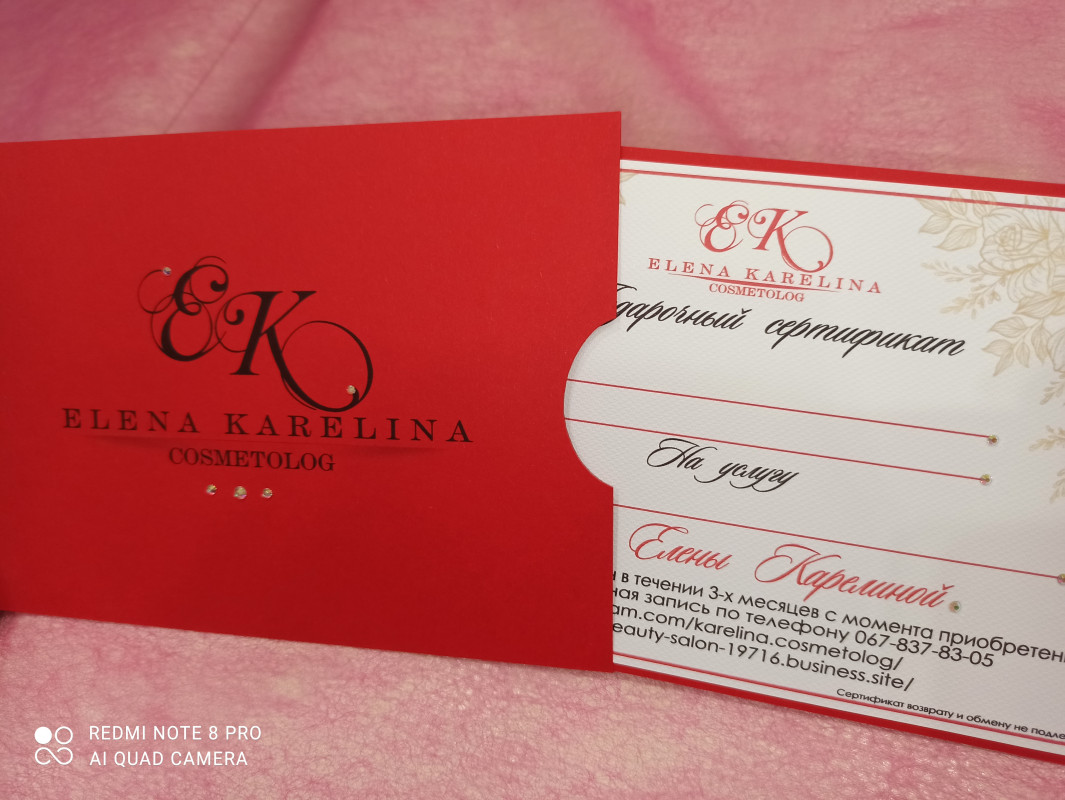 EK
ELENA KARELINA
COSMETOLOG
EK
ELENA KARELINA
COSMETOLOG
дарочный сертификат
На услугу
Елены Карелиной
н в течении 3-х месяцев с момента приобретени
ная запись по телефону 067-837-83-05
am.com/karelina.cosmetolog/
eauty-salon-19716.business.site/
Сертификат возврату и обмену не подле
REDMI NOTE 8 PRO
AI QUAD CAMERA